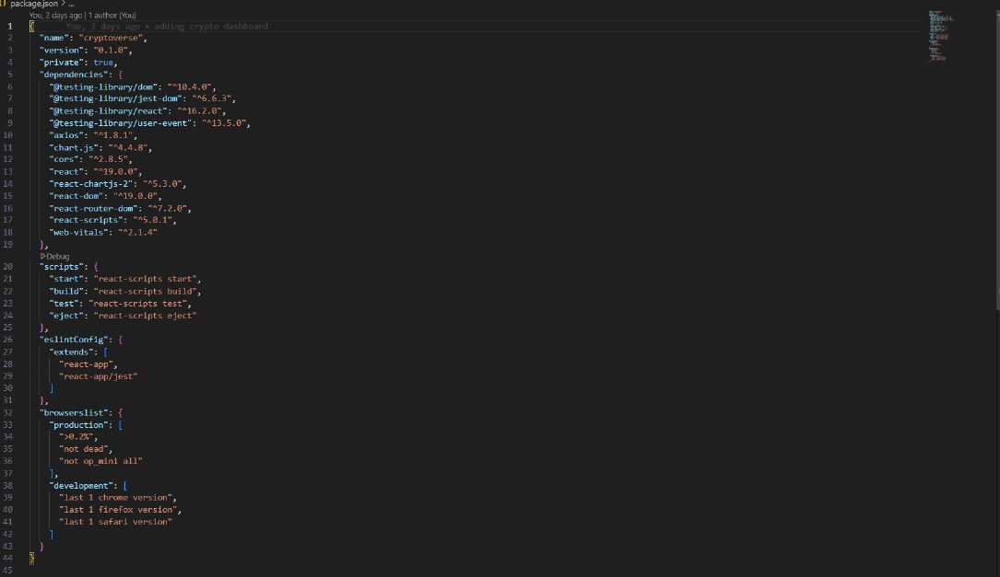 package.json > ...
You, 2 days ago | 1 author (You)
1 { You, 2 days ago • adding crypto dashboard
2 "name": "cryptoverse",
3 "version": "0.1.0",
4 "private": true,
5 "dependencies": {
6 "@testing-library/dom": "^10.4.0",
7 "@testing-library/jest-dom": "^6.6.3",
8 "@testing-library/react": "^16.2.0",
9 "@testing-library/user-event": "^13.5.0",
10 "axios": "^1.8.1",
11 "chart.js": "^4.4.8",
12 "cors": "^2.8.5",
13 "react": "^19.0.0",
14 "react-chartjs-2": "^5.3.0",
15 "react-dom": "^19.0.0",
16 "react-router-dom": "^7.2.0",
17 "react-scripts": "^5.0.1",
18 "web-vitals": "^2.1.4"
19 },
Debug
20 "scripts": {
21 "start": "react-scripts start",
22 "build": "react-scripts build",
23 "test": "react-scripts test",
24 "eject": "react-scripts eject"
25 },
26 "eslintConfig": {
27 "extends": [
28 "react-app",
29 "react-app/jest"
30 ]
31 },
32 "browserslist": {
33 "production": [
34 ">0.2%",
35 "not dead",
36 "not op_mini all"
37 ],
38 "development": [
39 "last 1 chrome version",
40 "last 1 firefox version",
41 "last 1 safari version"
42 ]
43 }
44 }
45